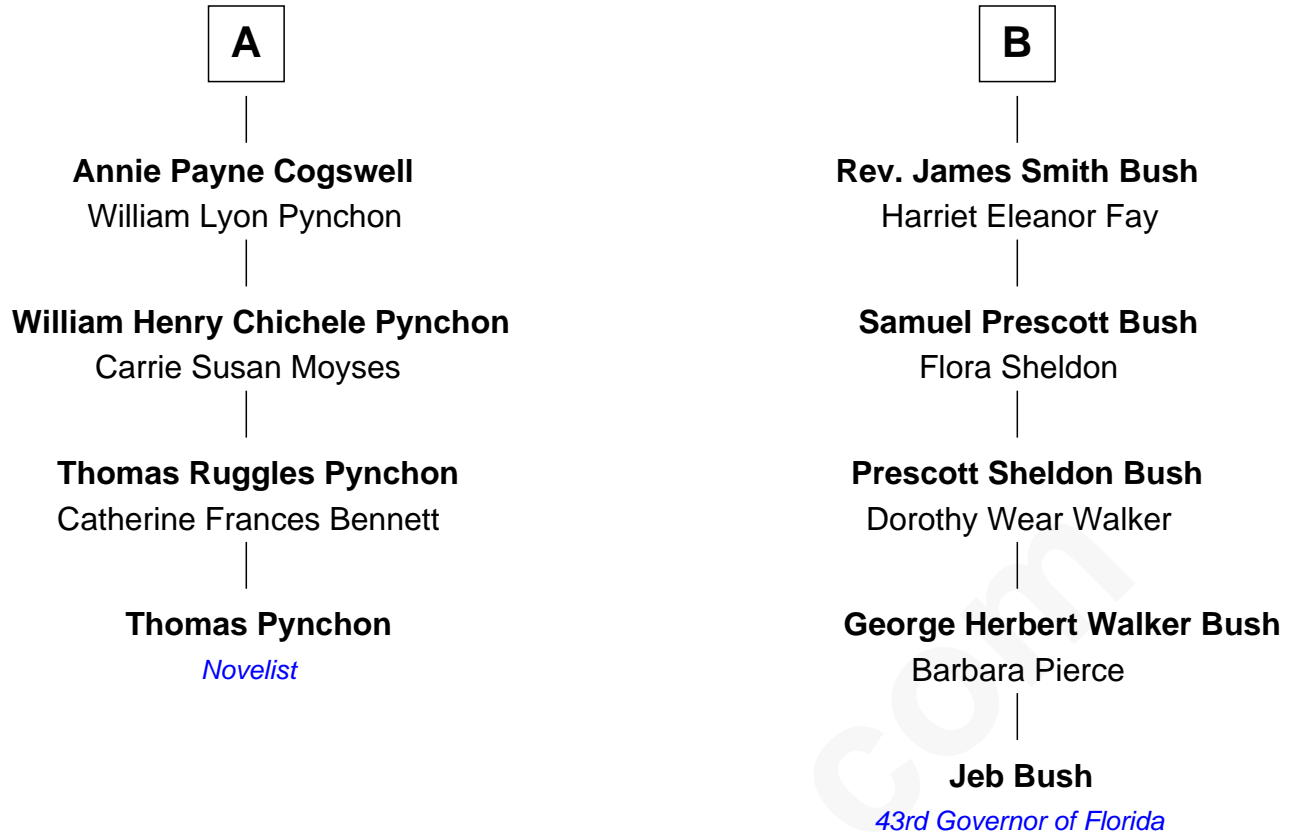 A
Annie Payne Cogswell
William Lyon Pynchon
William Henry Chichele Pynchon
Carrie Susan Moyses
Thomas Ruggles Pynchon
Catherine Frances Bennett
Thomas Pynchon
Novelist
B
Rev. James Smith Bush
Harriet Eleanor Fay
Samuel Prescott Bush
Flora Sheldon
Prescott Sheldon Bush
Dorothy Wear Walker
George Herbert Walker Bush
Barbara Pierce
Jeb Bush
43rd Governor of Florida
com